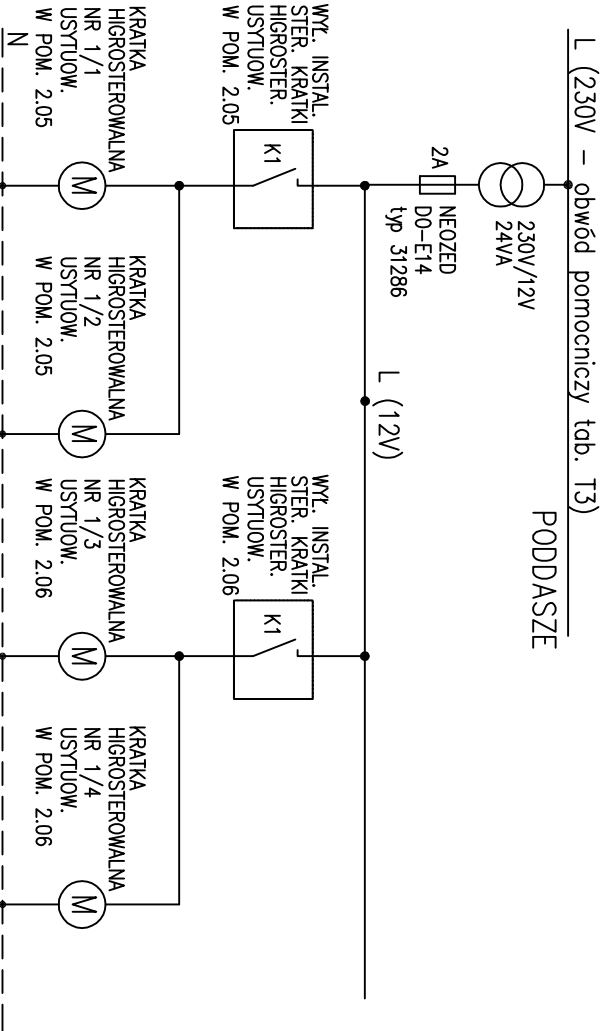 L (230V - obwód pomocniczy tab. T3)
PODDASZE
230V/12V
24VA
2A
NEOZED
D0-E14
typ 31286
L (12V)
WYŁ. INSTAL.
STER. KRATKI
HIGROSTER.
USYTUOW.
W POM. 2.05
K1
WYŁ. INSTAL.
STER. KRATKI
HIGROSTER.
USYTUOW.
W POM. 2.06
K1
KRATKA
HIGROSTEROWALNA
NR 1/1
USYTUOW.
W POM. 2.05
M
KRATKA
HIGROSTEROWALNA
NR 1/2
USYTUOW.
W POM. 2.05
M
KRATKA
HIGROSTEROWALNA
NR 1/3
USYTUOW.
W POM. 2.06
M
KRATKA
HIGROSTEROWALNA
NR 1/4
USYTUOW.
W POM. 2.06
M
N